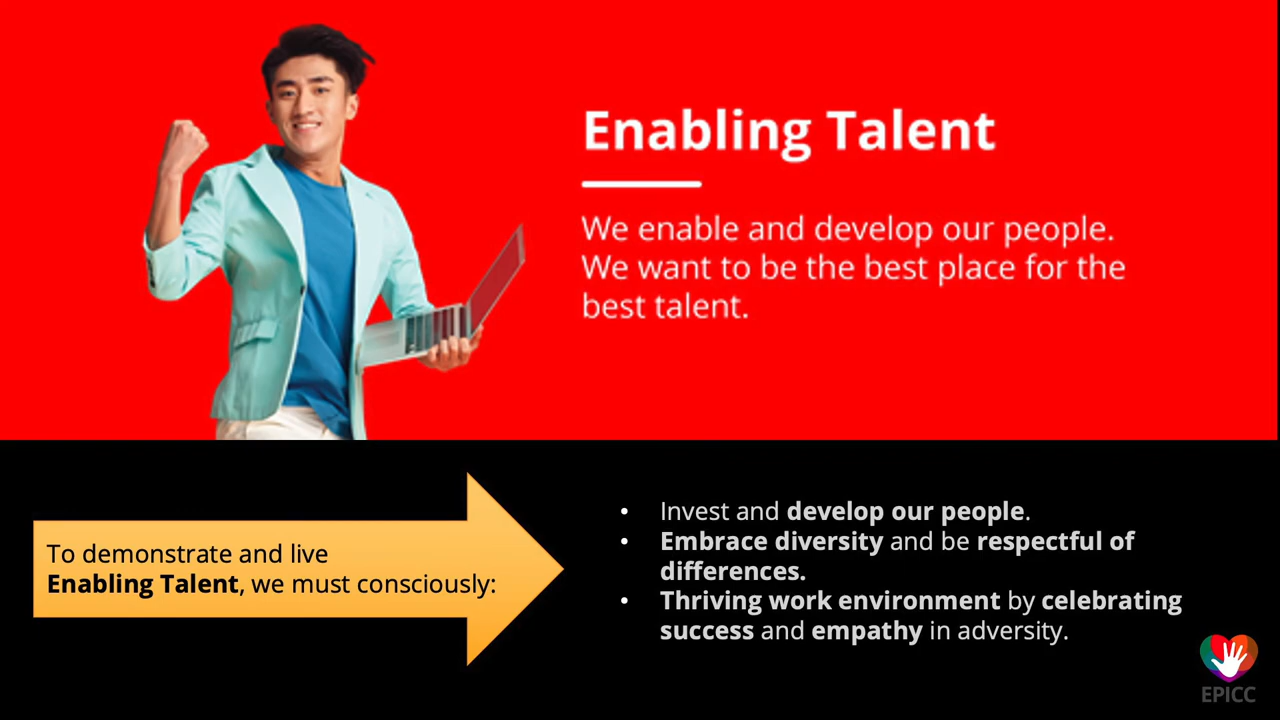 Enabling Talent
We enable and develop our people.
We want to be the best place for the
best talent.
To demonstrate and live
Enabling Talent, we must consciously:
• Invest and develop our people.
• Embrace diversity and be respectful of
differences.
• Thriving work environment by celebrating
success and empathy in adversity.
EPICC